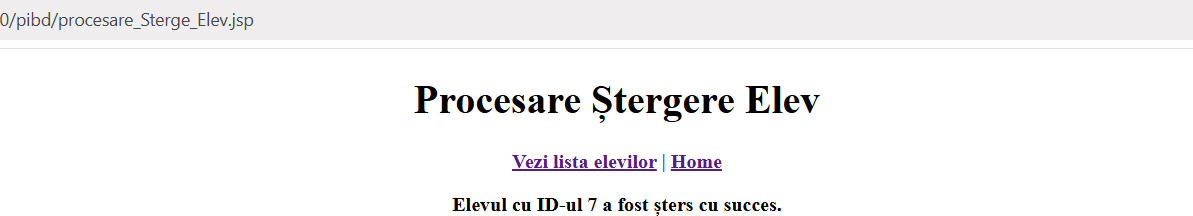 0/pibd/procesare_Sterge_Elev.jsp
Procesare Ștergere Elev
Vezi lista elevilor | Home
Elevul cu ID-ul 7 a fost șters cu succes.